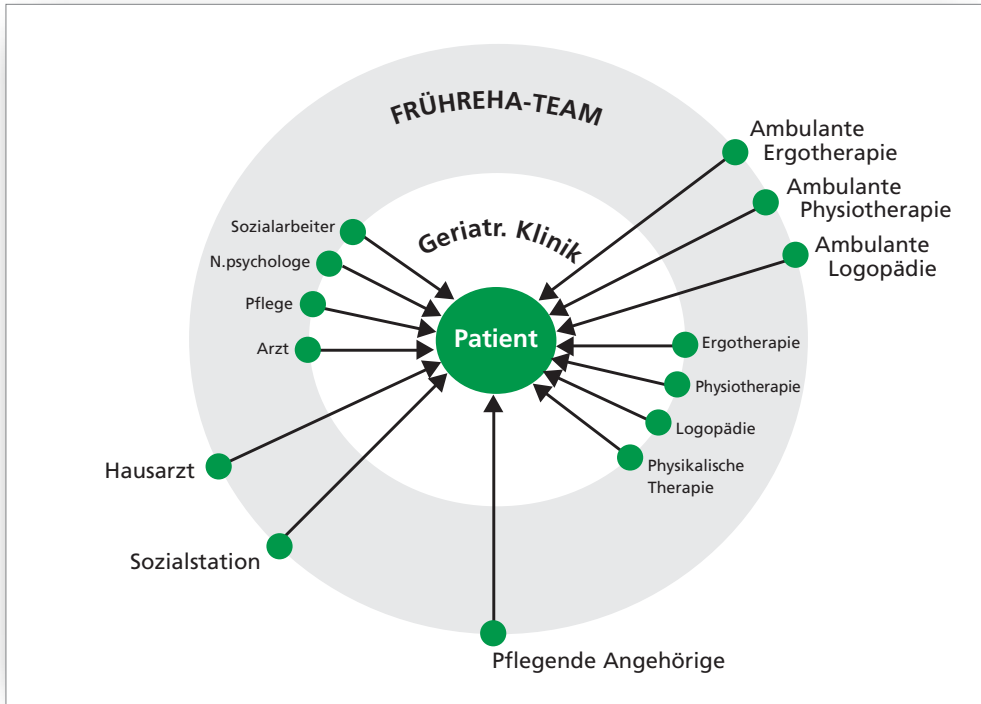 FRÜHREHA-TEAM
Geriatr. Klinik
Patient
Sozialarbeiter
N.psychologe
Pflege
Arzt
Hausarzt
Sozialstation
Pflegende Angehörige
Ambulante
Ergotherapie
Ambulante
Physiotherapie
Ambulante
Logopädie
Ergotherapie
Physiotherapie
Logopädie
Physikalische
Therapie